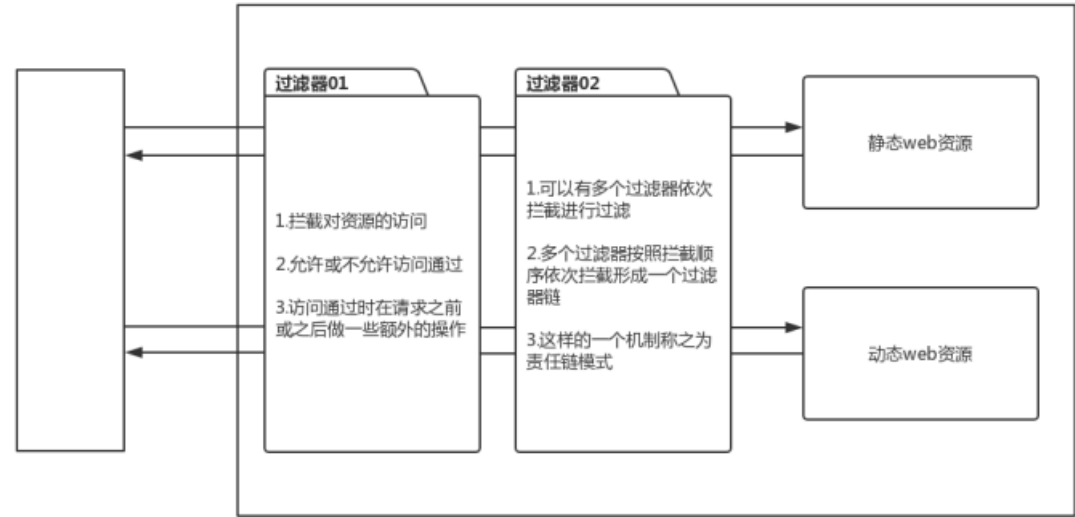 过滤器01
1.拦截对资源的访问
2.允许或不允许访问通过
3.访问通过时在请求之前
或之后做一些额外的操作
过滤器02
1.可以有多个过滤器依次
拦截进行过滤
2.多个过滤器按照拦截顺
序依次拦截形成一个过滤
器链
3.这样的一个机制称之为
责任链模式
静态web资源
动态web资源